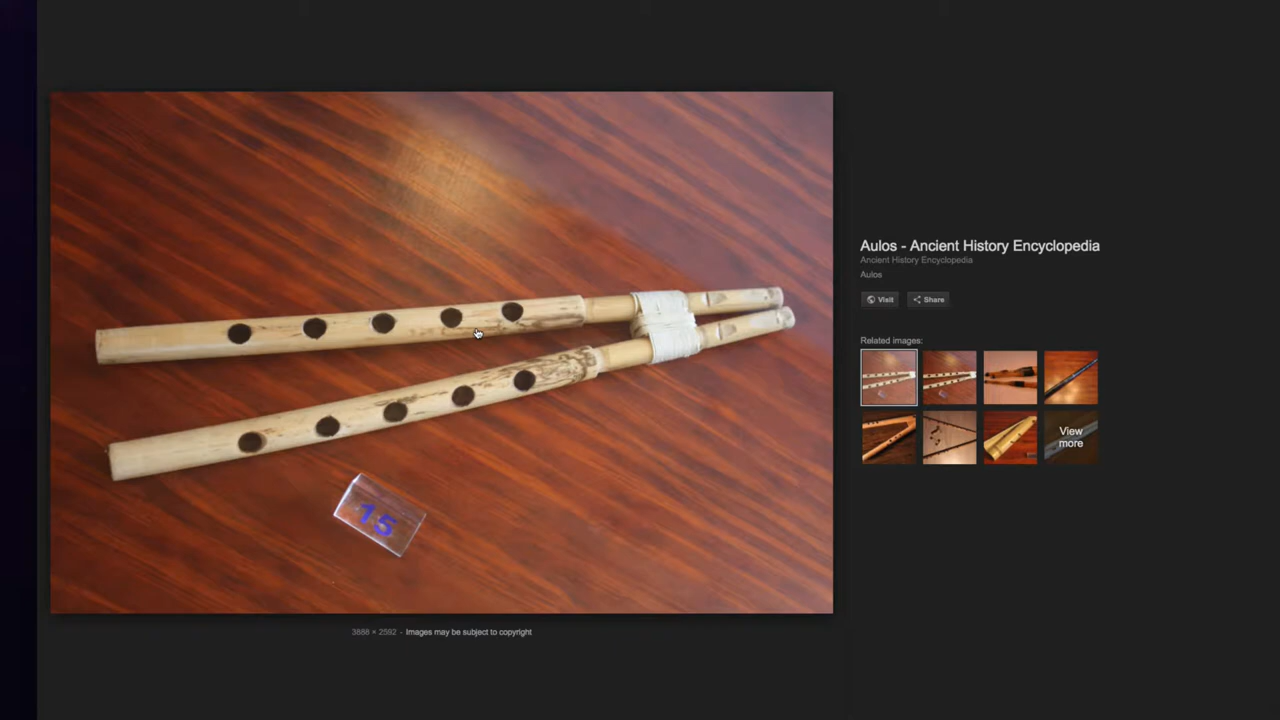 Aulos - Ancient History Encyclopedia
Ancient History Encyclopedia
Aulos
Visit
Share
Related images:
View
more
15
3888 × 2592 - Images may be subject to copyright